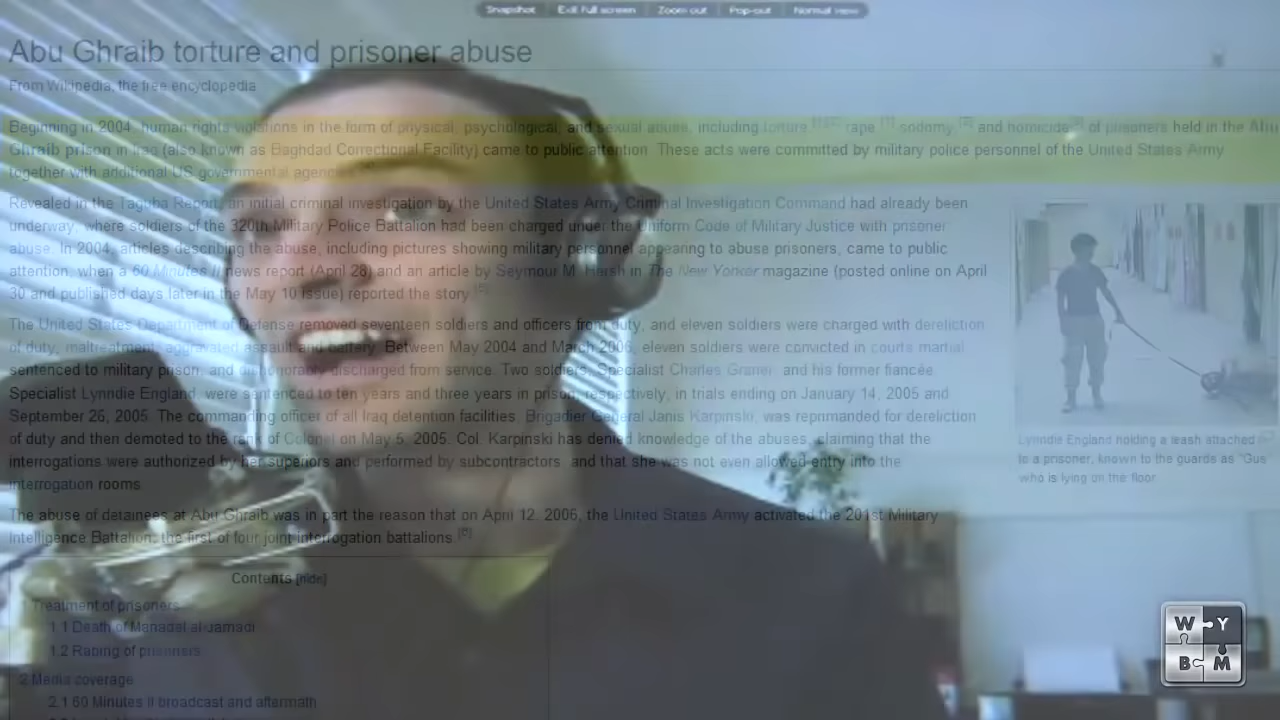 Snapshot Exit Full screen Zoom out Pop-out Normal view
Abu Ghraib torture and prisoner abuse
From Wikipedia, the free encyclopedia
Beginning in 2004, human rights violations in the form of physical, psychological, and sexual abuse, including torture, rape, sodomy, and homicide of prisoners held in the Abu
Ghraib prison in Iraq (also known as Baghdad Correctional Facility) came to public attention. These acts were committed by military police personnel of the United States Army
together with additional US governmental agencies
Revealed in the Taguba Report, an initial criminal investigation by the United States Army Criminal Investigation Command had already been
underway, where soldiers of the 320th Military Police Battalion had been charged under the Uniform Code of Military Justice with prisoner
abuse. In 2004, articles describing the abuse, including pictures showing military personnel appearing to abuse prisoners, came to public
attention, when a 60 Minutes II news report (April 28) and an article by Seymour M. Hersh in The New Yorker magazine (posted online on April
30 and published days later in the May 10 issue) reported the story.
The United States Department of Defense removed seventeen soldiers and officers from duty, and eleven soldiers were charged with dereliction
of duty, maltreatment, aggravated assault and battery. Between May 2004 and March 2006, eleven soldiers were convicted in courts martial,
sentenced to military prison, and dishonorably discharged from service. Two soldiers, Specialist Charles Graner, and his former fiancée,
Specialist Lynndie England, were sentenced to ten years and three years in prison, respectively, in trials ending on January 14, 2005 and
September 26, 2005. The commanding officer of all Iraq detention facilities, Brigadier General Janis Karpinski, was reprimanded for dereliction
of duty and then demoted to the rank of Colonel on May 5, 2005. Col. Karpinski has denied knowledge of the abuses, claiming that the
interrogations were authorized by her superiors and performed by subcontractors, and that she was not even allowed entry into the
interrogation rooms.
The abuse of detainees at Abu Ghraib was in part the reason that on April 12, 2006, the United States Army activated the 201st Military
Intelligence Battalion, the first of four joint interrogation battalions.[6]
Lynndie England holding a leash attached
to a prisoner, known to the guards as "Gus"
who is lying on the floor.
Contents [hide]
1 Treatment of prisoners
1.1 Death of Manadal al-Jamadi
1.2 Raping of prisoners
2 Media coverage
2.1 60 Minutes II broadcast and aftermath
W Y
B M